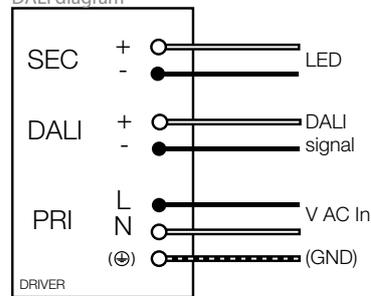 DALI diagram
SEC + LED
-
DALI + DALI
- signal
PRI L V AC In
N
(⏚) (GND)
DRIVER